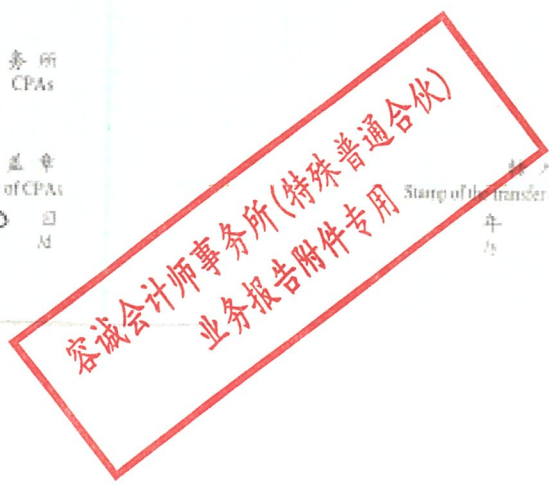 务所
CPAs
盖章
of CPAs
日
/d
Stamp of the transfer
年
容诚会计师事务所(特殊普通合伙)
业务报告附件专用